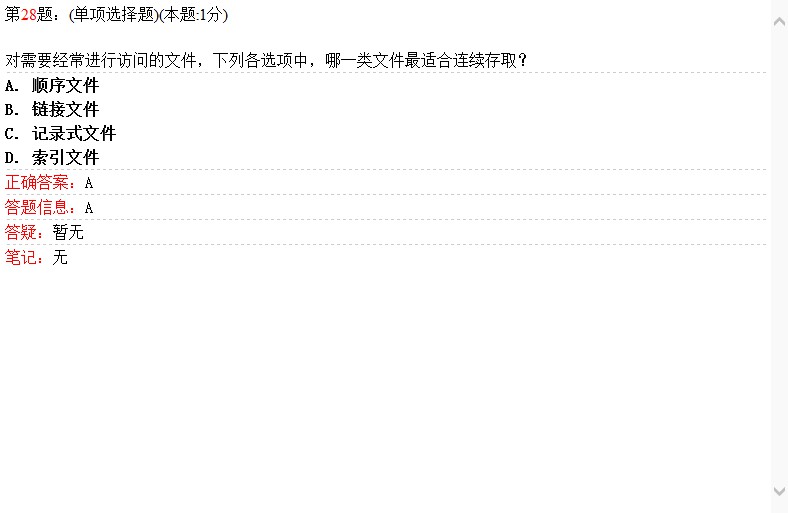 第28题：(单项选择题)(本题:1分)
对需要经常进行访问的文件，下列各选项中，哪一类文件最适合连续存取？
A. 顺序文件
B. 链接文件
C. 记录式文件
D. 索引文件
正确答案：A
答题信息：A
答疑：暂无
笔记：无